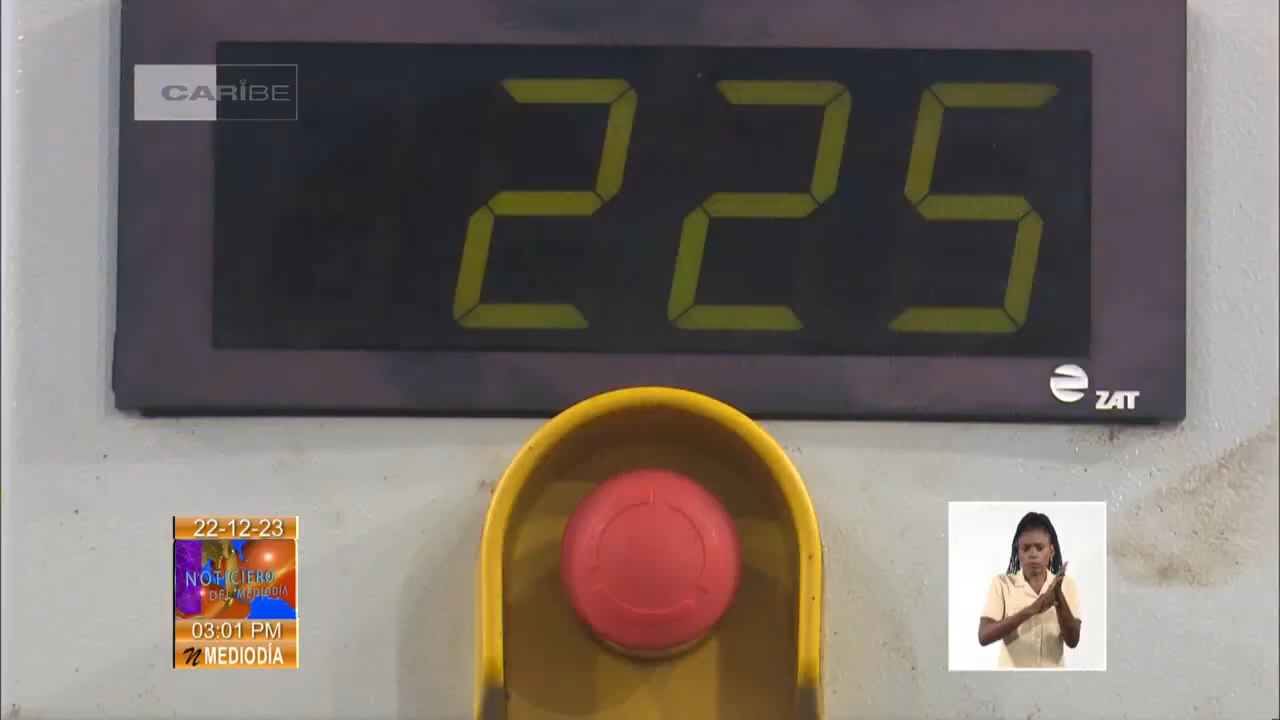 CARIBE
225
ZAT
22-12-23
NOTICIERO
DEL MEDIODÍA
03:01 PM
n MEDIODÍA